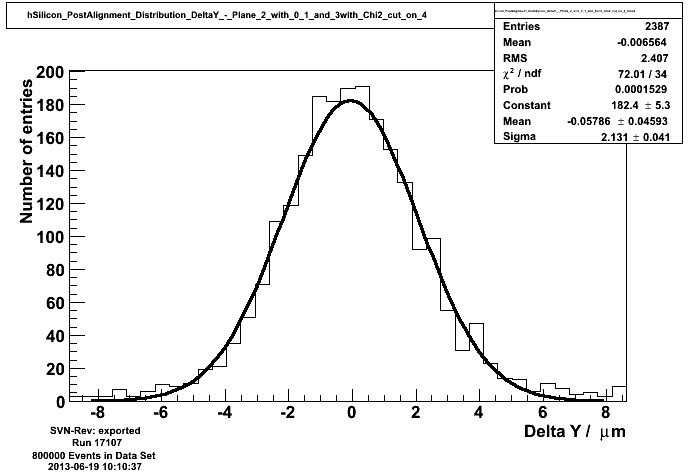 hSilicon_PostAlignment_Distribution_DeltaY_-_Plane_2_with_0_1_and_3with_Chi2_cut_on_4
Entries 2387
Mean -0.006564
RMS 2.407
χ² / ndf 72.01 / 34
Prob 0.0001529
Constant 182.4 ± 5.3
Mean -0.05786 ± 0.04593
Sigma 2.131 ± 0.041
Number of entries
200
180
160
140
120
100
80
60
40
20
0
-8 -6 -4 -2 0 2 4 6 8
Delta Y / μm
SVN-Rev: exported
Run 17107
800000 Events in Data Set
2013-06-19 10:10:37